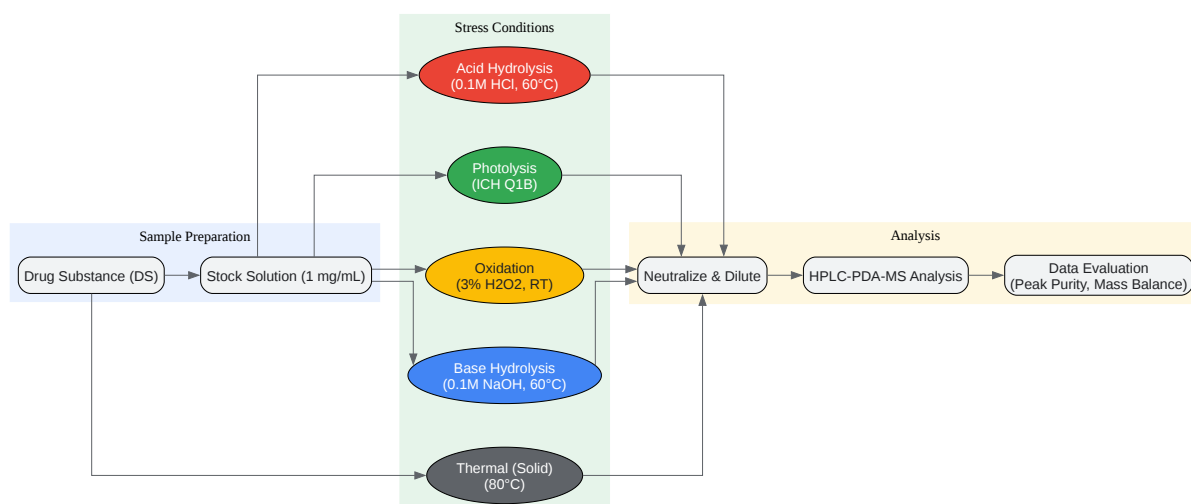 Stress Conditions
Acid Hydrolysis
(0.1M HCl, 60°C)
Photolysis
(ICH Q1B)
Sample Preparation
Analysis
Drug Substance (DS)
Stock Solution (1 mg/mL)
Oxidation
(3% H2O2, RT)
Neutralize & Dilute
HPLC-PDA-MS Analysis
Data Evaluation
(Peak Purity, Mass Balance)
Base Hydrolysis
(0.1M NaOH, 60°C)
Thermal (Solid)
(80°C)